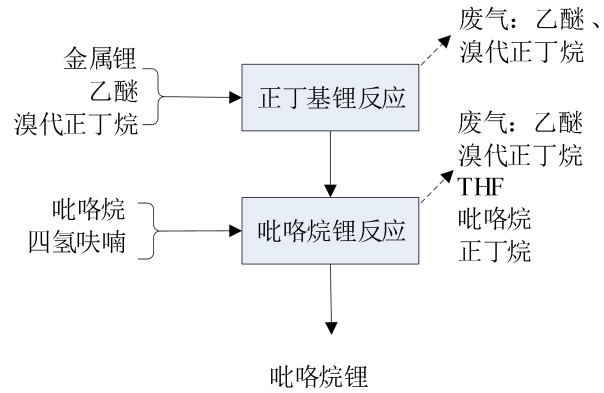 金属锂
乙醚
溴代正丁烷
正丁基锂反应
废气：乙醚、
溴代正丁烷
吡咯烷
四氢呋喃
吡咯烷锂反应
废气：乙醚
溴代正丁烷
THF
吡咯烷
正丁烷
吡咯烷锂